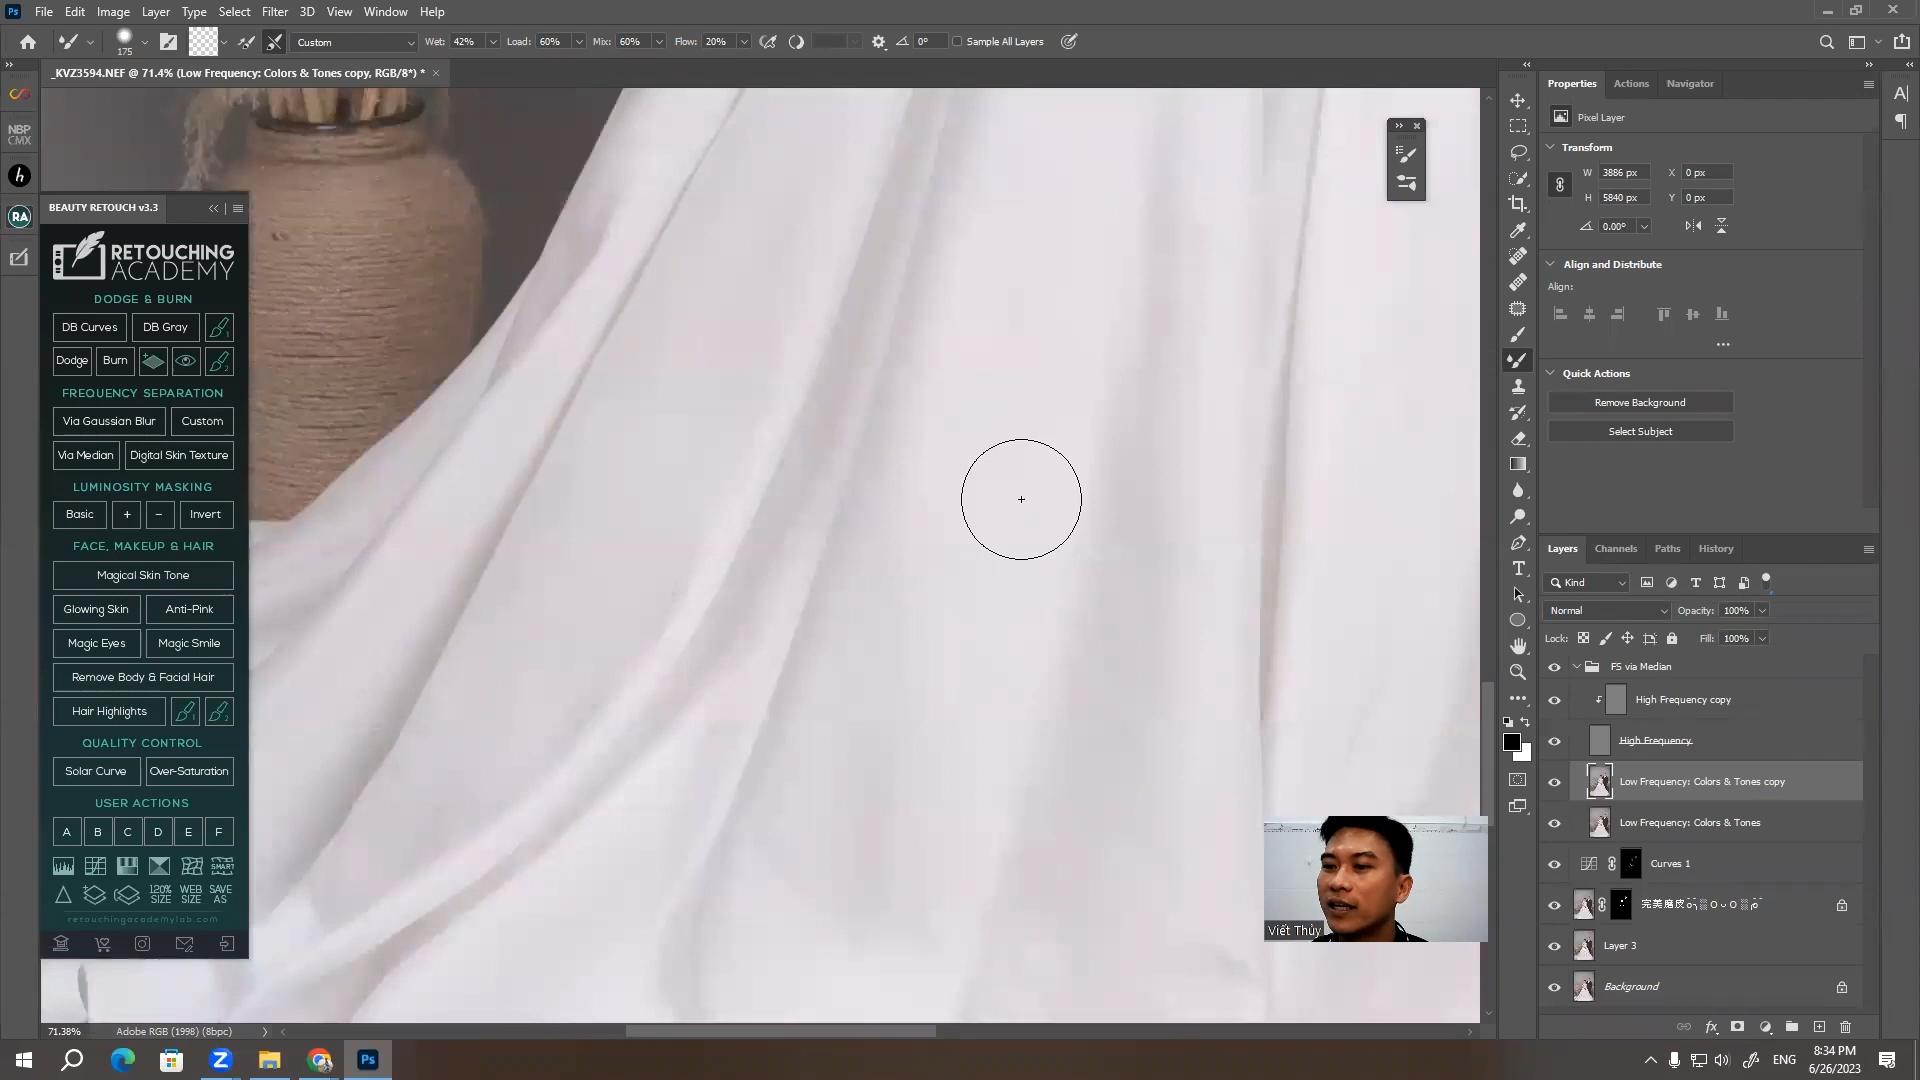 File Edit Image Layer Type Select Filter 3D View Window Help
175 Custom Wet: 42% Load: 60% Mix: 60% Flow: 20% 0° Sample All Layers
_KVZ3594.NEF @ 71.4% (Low Frequency: Colors & Tones copy, RGB/8*) *
NBP
CMX
h
RA
BEAUTY RETOUCH v3.3
RETOUCHING
ACADEMY
DODGE & BURN
DB Curves DB Gray
Dodge Burn
FREQUENCY SEPARATION
Via Gaussian Blur Custom
Via Median Digital Skin Texture
LUMINOSITY MASKING
Basic + − Invert
FACE, MAKEUP & HAIR
Magical Skin Tone
Glowing Skin Anti-Pink
Magic Eyes Magic Smile
Remove Body & Facial Hair
Hair Highlights
QUALITY CONTROL
Solar Curve Over-Saturation
USER ACTIONS
A B C D E F
SMART
120% SIZE WEB SIZE SAVE AS
retouchingacademylab.com
Properties Actions Navigator
Pixel Layer
Transform
W 3886 px X 0 px
H 5840 px Y 0 px
0.00°
Align and Distribute
Align:
Quick Actions
Remove Background
Select Subject
Layers Channels Paths History
Kind
Normal Opacity: 100%
Lock: Fill: 100%
FS via Median
High Frequency copy
High Frequency
Low Frequency: Colors & Tones copy
Low Frequency: Colors & Tones
Curves 1
完美磨皮
Layer 3
Background
Viết Thủy
71.38% Adobe RGB (1998) (8bpc)
ENG
8:34 PM
6/26/2023